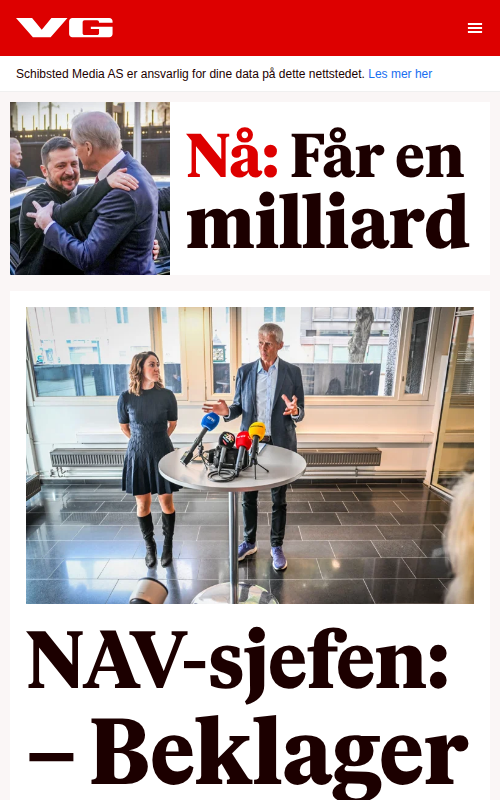 VG
Schibsted Media AS er ansvarlig for dine data på dette nettstedet. Les mer her
Nå: Får en
milliard
NAV-sjefen:
– Beklager